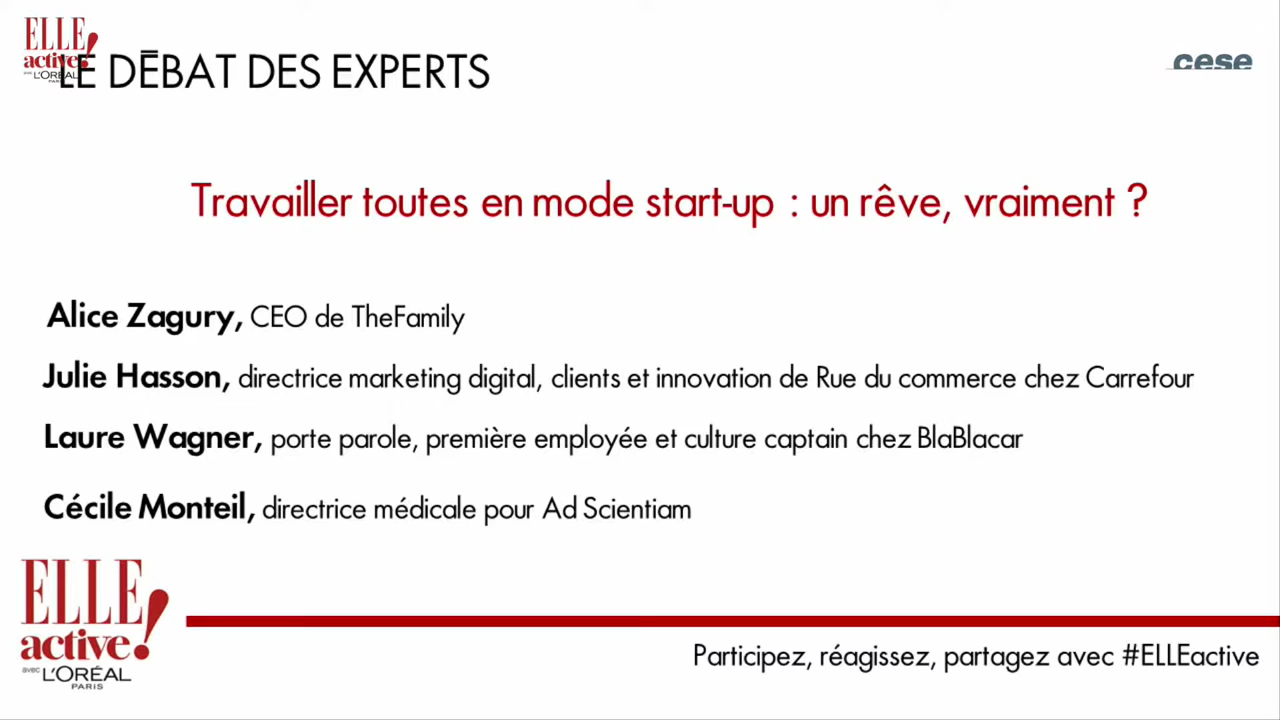 ELLE
active!
avec L'ORÉAL
PARIS
LE DĒBAT DES EXPERTS
cese
Travailler toutes en mode start-up : un rêve, vraiment ?
Alice Zagury, CEO de TheFamily
Julie Hasson, directrice marketing digital, clients et innovation de Rue du commerce chez Carrefour
Laure Wagner, porte parole, première employée et culture captain chez BlaBlacar
Cécile Monteil, directrice médicale pour Ad Scientiam
ELLE
active!
avec L'ORÉAL
PARIS
Participez, réagissez, partagez avec #ELLEactive